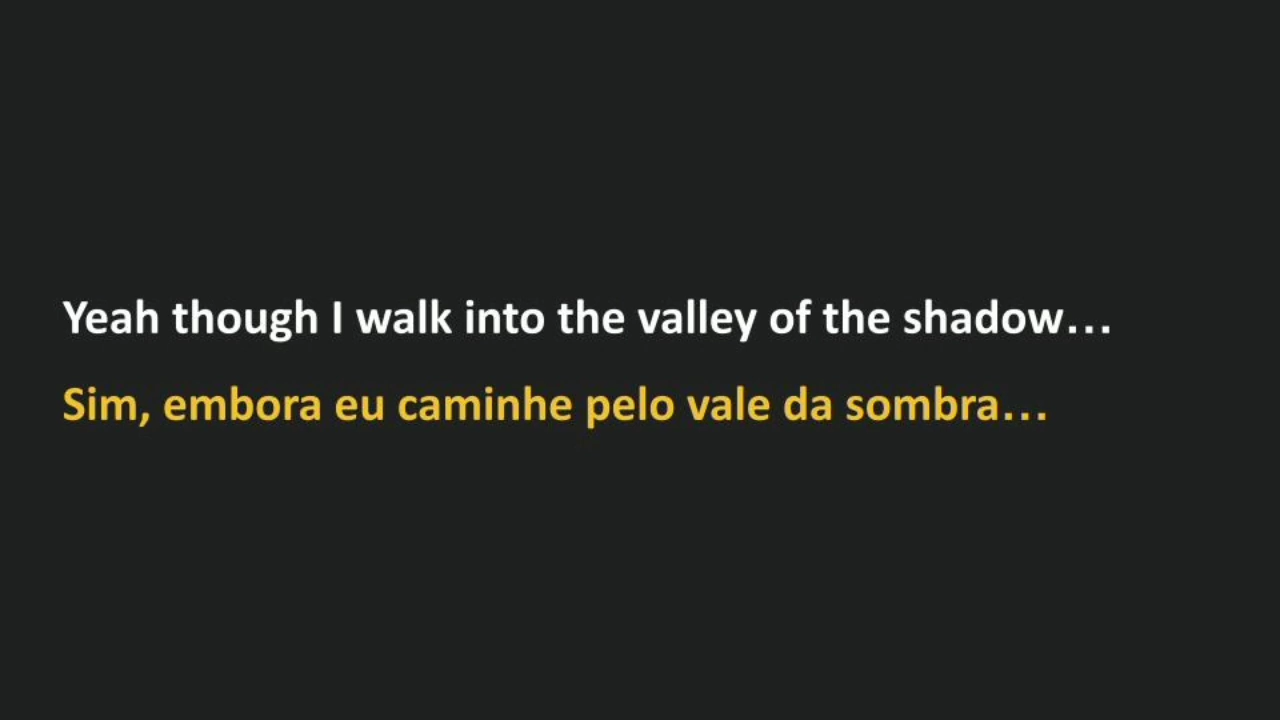 Yeah though I walk into the valley of the shadow…
Sim, embora eu caminhe pelo vale da sombra…